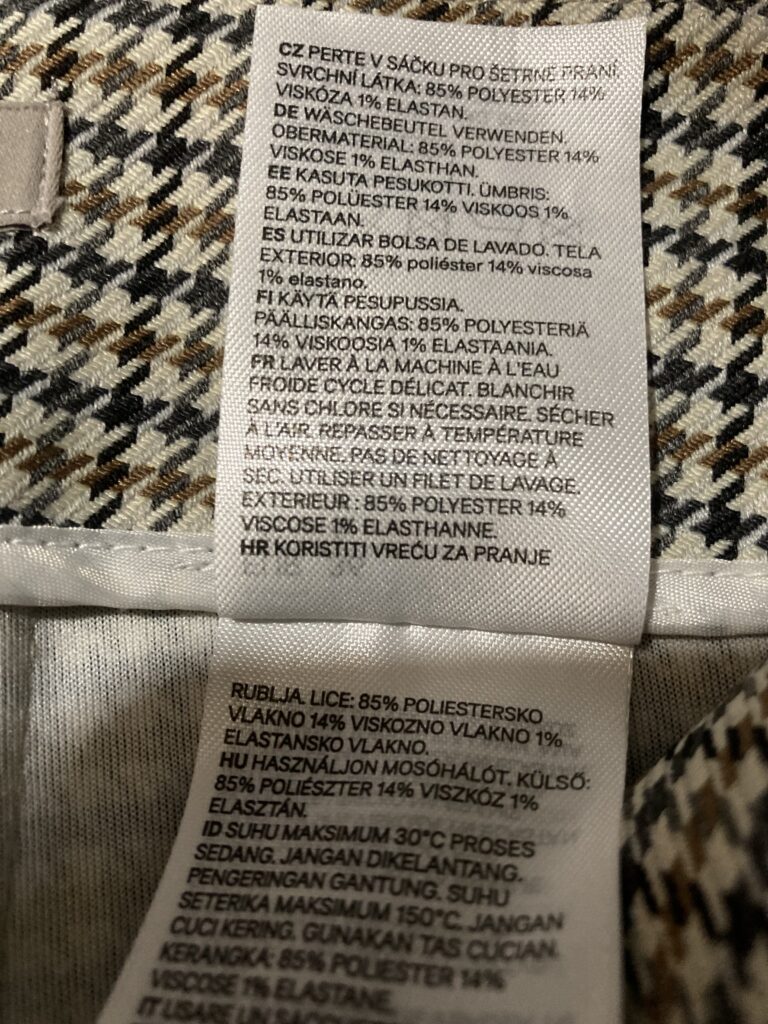 CZ PERTE V SÁČKU PRO ŠETRNÉ PRANÍ.
SVRCHNÍ LÁTKA: 85% POLYESTER 14%
VISKÓZA 1% ELASTAN.
DE WÄSCHEBEUTEL VERWENDEN.
OBERMATERIAL: 85% POLYESTER 14%
VISKOSE 1% ELASTHAN.
EE KASUTA PESUKOTTI. ÜMBRIS:
85% POLÜESTER 14% VISKOOS 1%
ELASTAAN.
ES UTILIZAR BOLSA DE LAVADO. TELA
EXTERIOR: 85% poliéster 14% viscosa
1% elastano.
FI KÄYTÄ PESUPUSSIA.
PÄÄLLISKANGAS: 85% POLYESTERIÄ
14% VISKOOSIA 1% ELASTAANIA.
FR LAVER À LA MACHINE À L'EAU
FROIDE CYCLE DÉLICAT. BLANCHIR
SANS CHLORE SI NÉCESSAIRE. SÉCHER
À L'AIR. REPASSER À TEMPÉRATURE
MOYENNE. PAS DE NETTOYAGE À
SEC. UTILISER UN FILET DE LAVAGE.
EXTERIEUR : 85% POLYESTER 14%
VISCOSE 1% ELASTHANNE.
HR KORISTITI VREĆU ZA PRANJE
RUBLJA. LICE: 85% POLIESTERSKO
VLAKNO 14% VISKOZNO VLAKNO 1%
ELASTANSKO VLAKNO.
HU HASZNÁLJON MOSÓHÁLÓT. KÜLSŐ:
85% POLIÉSZTER 14% VISZKÓZ 1%
ELASZTÁN.
ID SUHU MAKSIMUM 30°C PROSES
SEDANG. JANGAN DIKELANTANG.
PENGERINGAN GANTUNG. SUHU
SETERIKA MAKSIMUM 150°C. JANGAN
CUCI KERING. GUNAKAN TAS CUCIAN.
KERANGKA: 85% POLYESTER 14%
VISCOSE 1% ELASTANE.
IT USARE UN